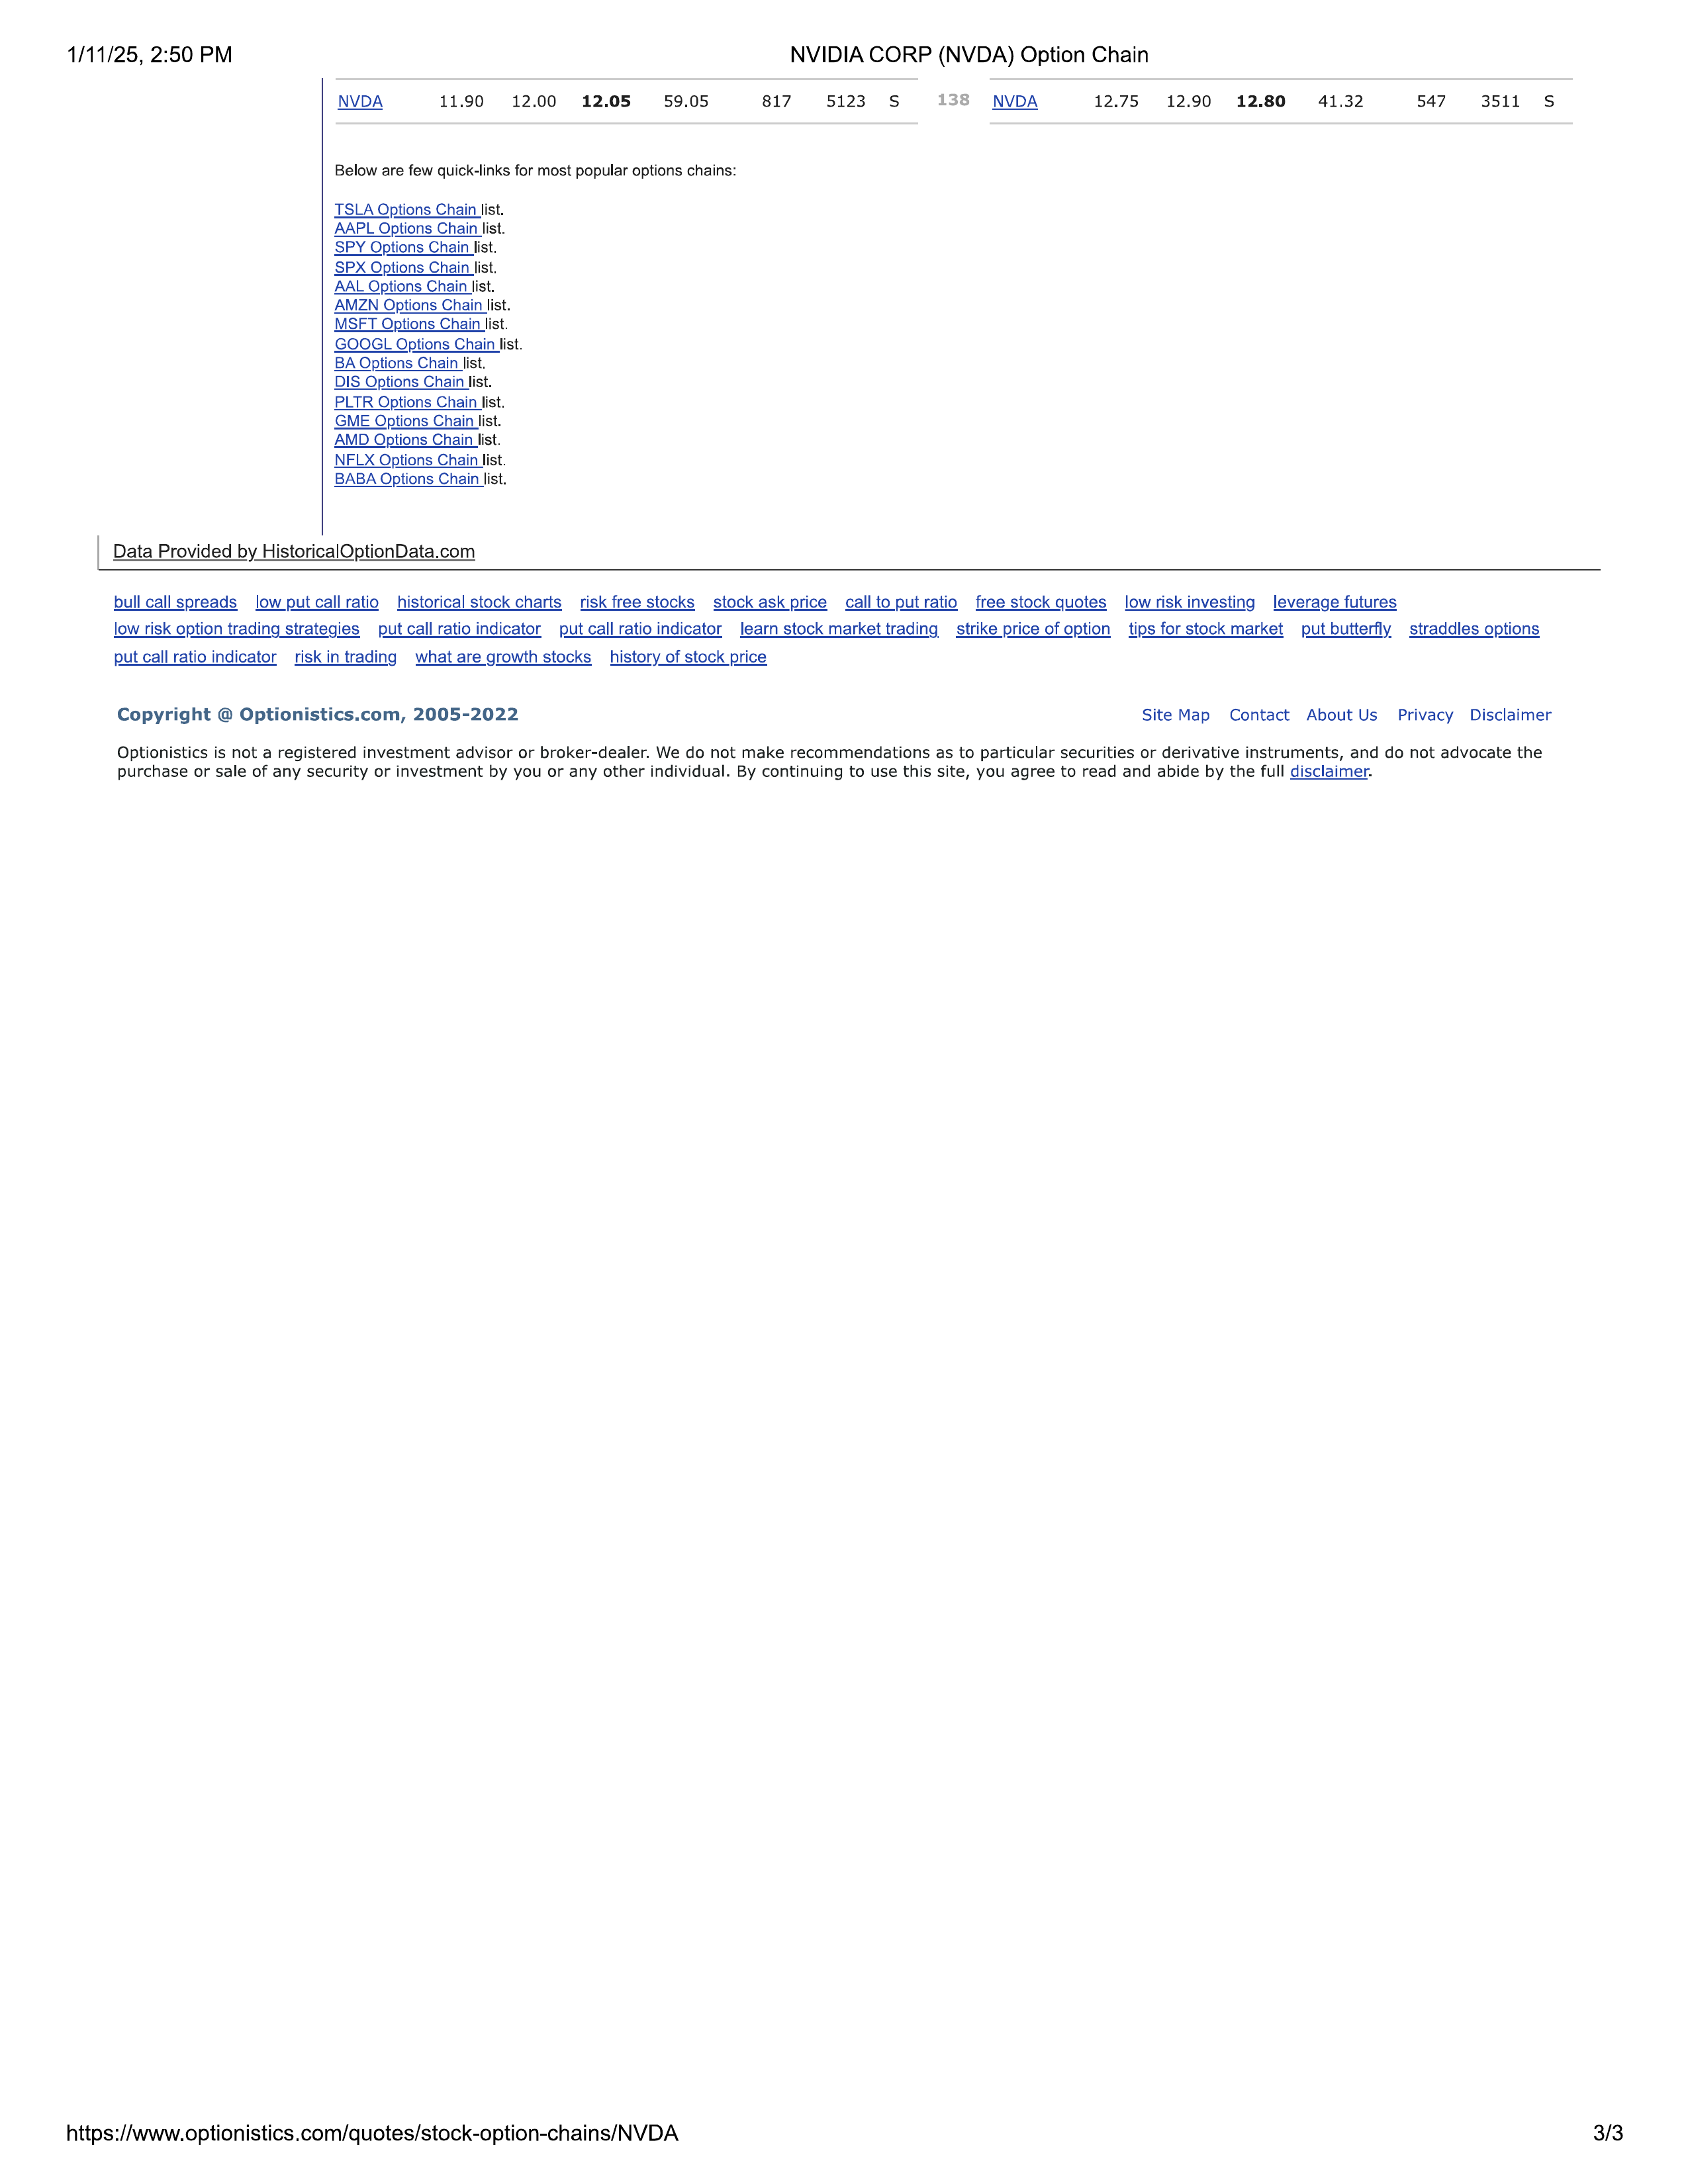 1/11/25, 2:50 PM NVIDIA CORP (NVDA) Option Chain
NVDA 11.90 12.00 12.05 59.05 817 5123 S 138 NVDA 12.75 12.90 12.80 41.32 547 3511 S
Below are few quick-links for most popular options chains:
TSLA Options Chain list.
AAPL Options Chain list.
SPY Options Chain list.
SPX Options Chain list.
AAL Options Chain list.
AMZN Options Chain list.
MSFT Options Chain list.
GOOGL Options Chain list.
BA Options Chain list.
DIS Options Chain list.
PLTR Options Chain list.
GME Options Chain list.
AMD Options Chain list.
NFLX Options Chain list.
BABA Options Chain list.
Data Provided by HistoricalOptionData.com
bull call spreads low put call ratio historical stock charts risk free stocks stock ask price call to put ratio free stock quotes low risk investing leverage futures
low risk option trading strategies put call ratio indicator put call ratio indicator learn stock market trading strike price of option tips for stock market put butterfly straddles options
put call ratio indicator risk in trading what are growth stocks history of stock price
Copyright @ Optionistics.com, 2005-2022 Site Map Contact About Us Privacy Disclaimer
Optionistics is not a registered investment advisor or broker-dealer. We do not make recommendations as to particular securities or derivative instruments, and do not advocate the
purchase or sale of any security or investment by you or any other individual. By continuing to use this site, you agree to read and abide by the full disclaimer.
https://www.optionistics.com/quotes/stock-option-chains/NVDA 3/3